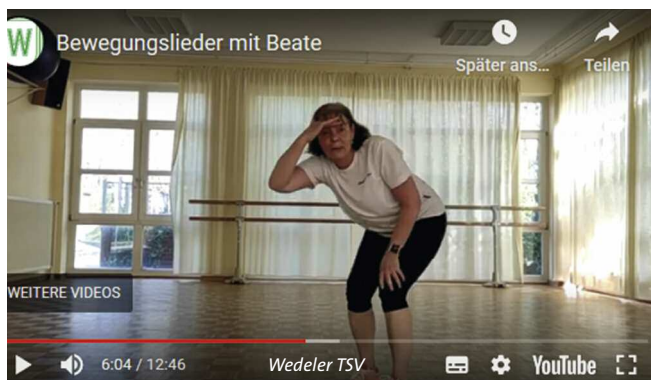 W
Bewegungslieder mit Beate
Später ans...
Teilen
WEITERE VIDEOS
6:04 / 12:46
Wedeler TSV
YouTube